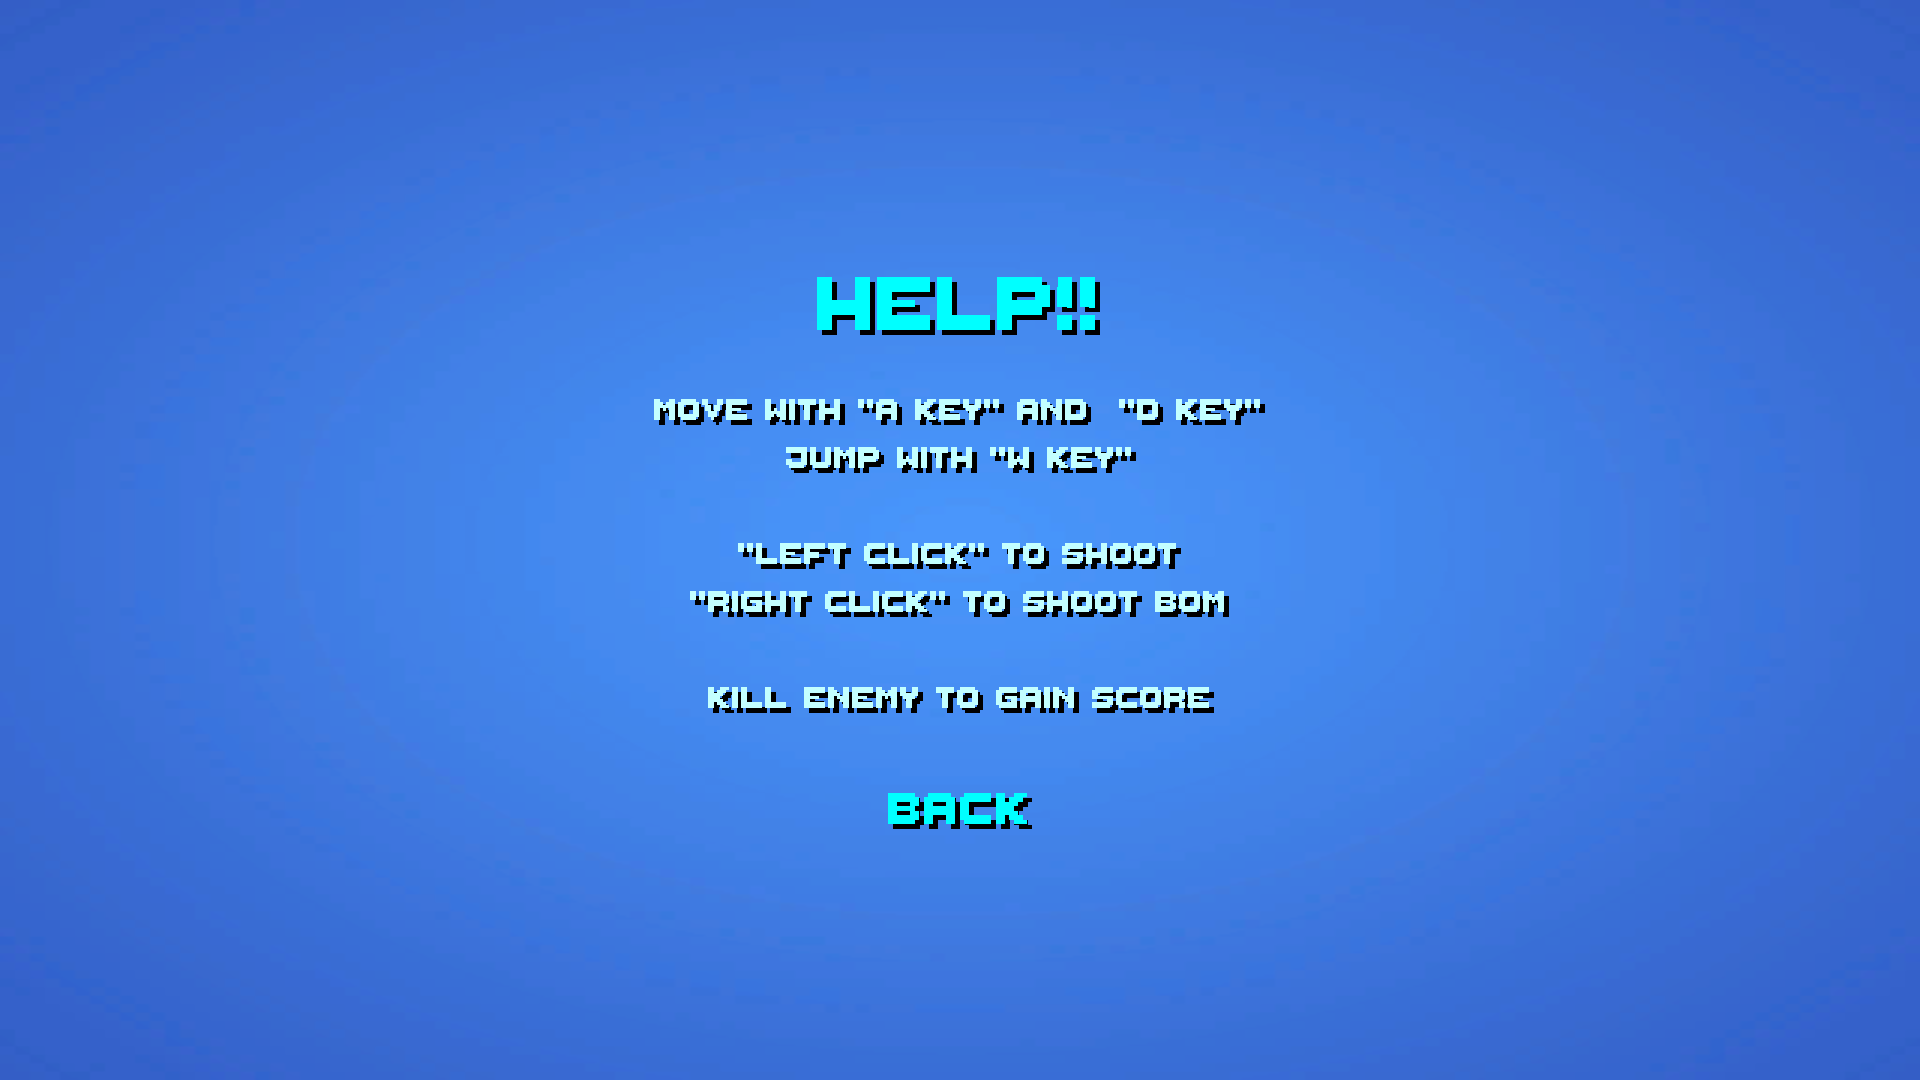 HELP!!
MOVE WITH "A KEY" AND  "D KEY"
JUMP WITH "W KEY"
"LEFT CLICK" TO SHOOT
"RIGHT CLICK" TO SHOOT BOM
KILL ENEMY TO GAIN SCORE
BACK